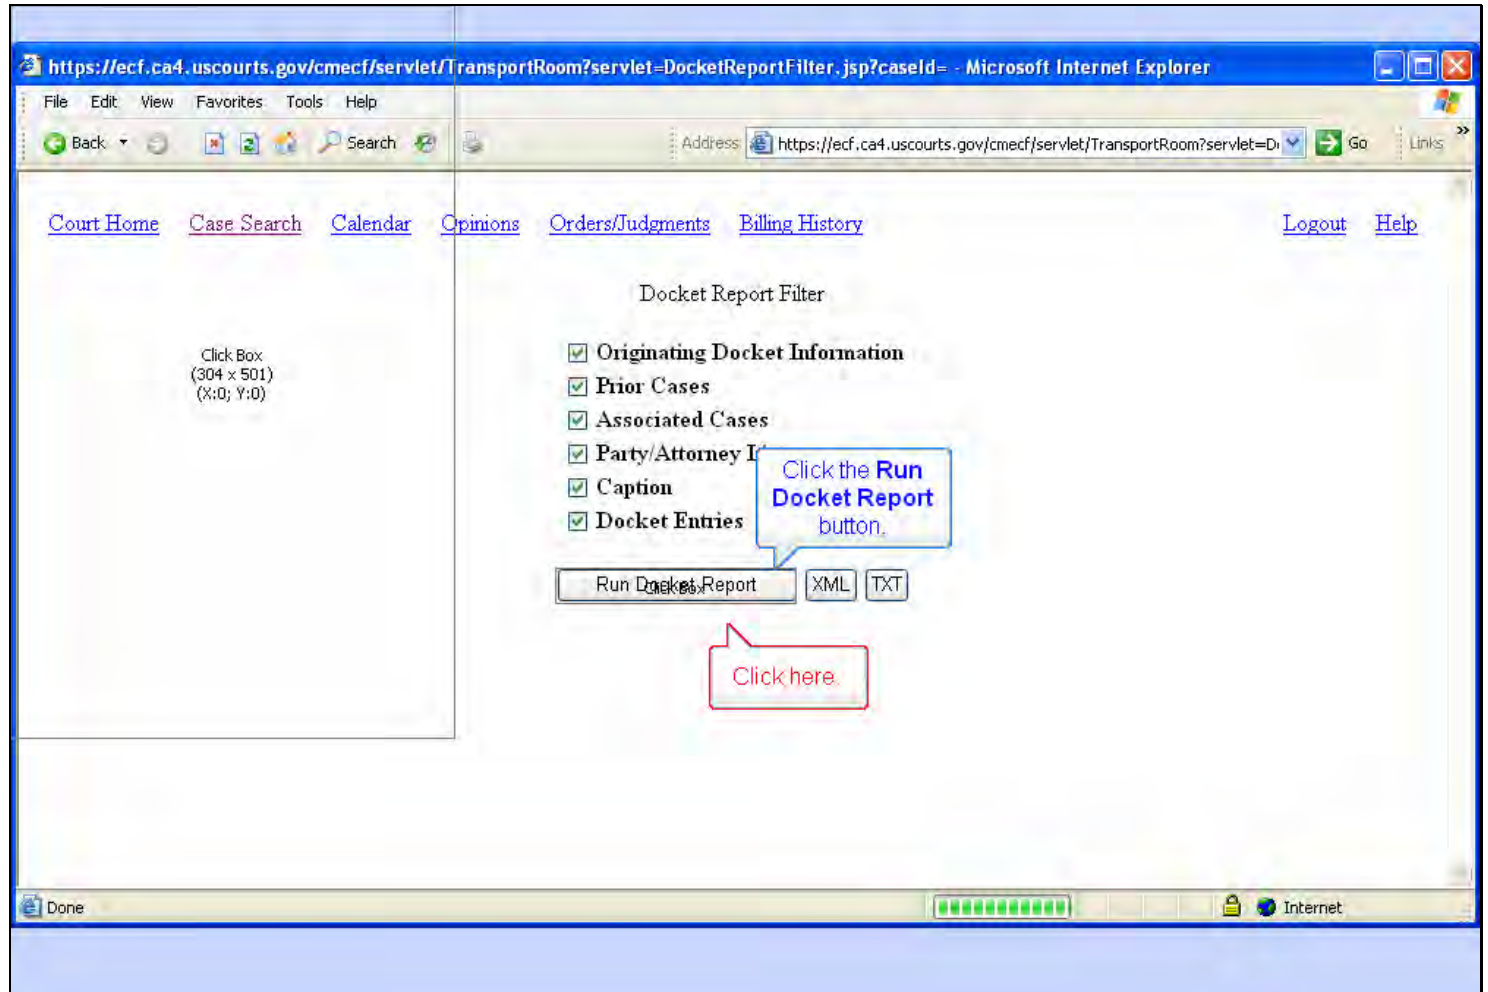 https://ecf.ca4.uscourts.gov/cmecf/servlet/TransportRoom?servlet=DocketReportFilter.jsp?caseId= - Microsoft Internet Explorer
File Edit View Favorites Tools Help
Back Search Address https://ecf.ca4.uscourts.gov/cmecf/servlet/TransportRoom?servlet=D Go Links »
Court Home Case Search Calendar Opinions Orders/Judgments Billing History Logout Help
Docket Report Filter
Click Box
(304 x 501)
(X:0; Y:0)
Originating Docket Information
Prior Cases
Associated Cases
Party/Attorney
Caption
Docket Entries
Click the Run
Docket Report
button.
Run Docket Report XML TXT
Click Box
Click here
Done Internet